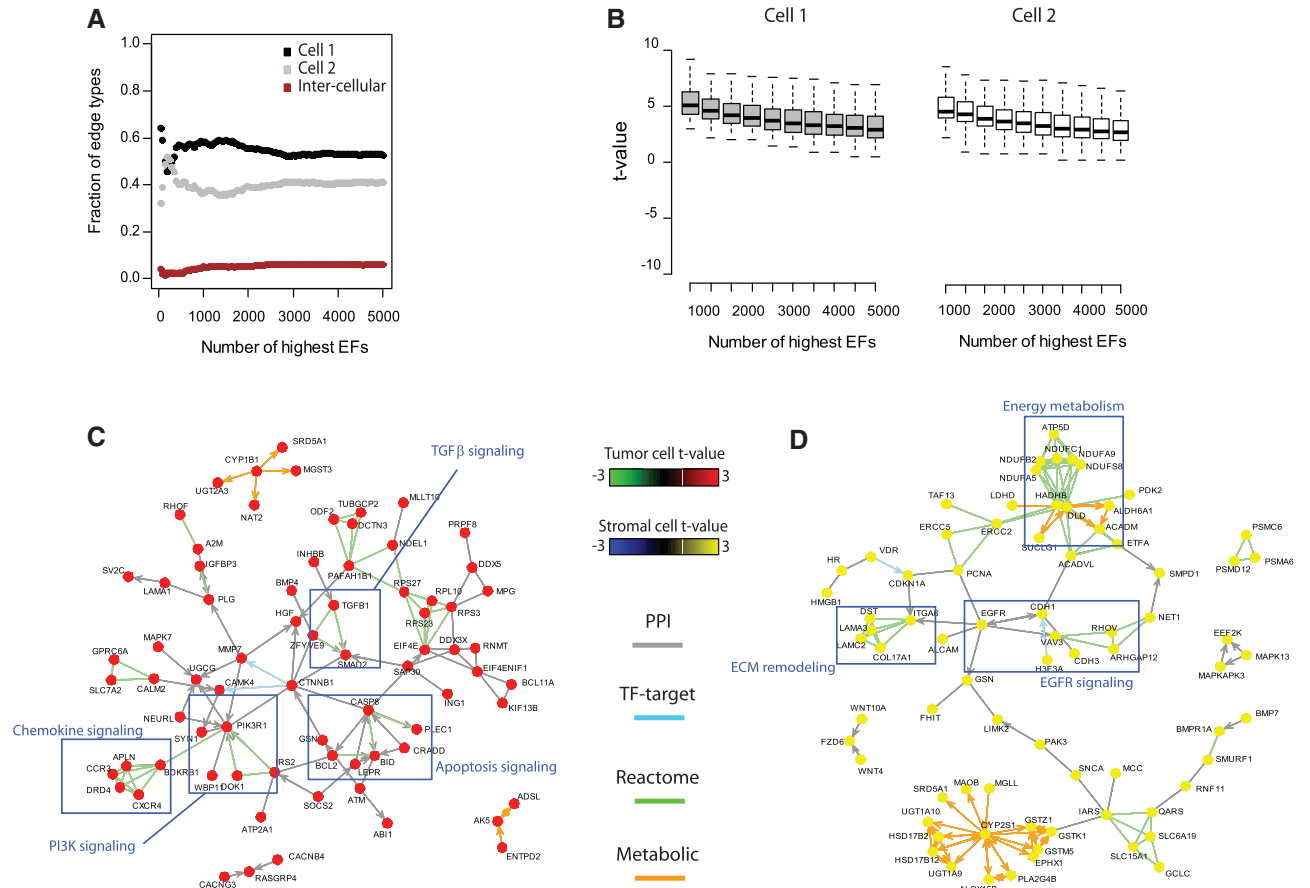 A
1.0
0.8
0.6
0.4
0.2
0.0
Fraction of edge types
Cell 1
Cell 2
Inter-cellular
0 1000 2000 3000 4000 5000
Number of highest EFs
B
Cell 1
Cell 2
10
5
0
-5
-10
t-value
1000 2000 3000 4000 5000
1000 2000 3000 4000 5000
Number of highest EFs
Number of highest EFs
C
TGFβ signaling
SRD5A1
CYP1B1
MGST3
UGT2A3
NAT2
RHOF
ODF2
TUBGCP2
DCTN3
MLLT10
NDEL1
PRPF8
A2M
IGFBP3
INHBB
PAFAH1B1
DDX5
SV2C
LAMA1
PLG
BMP4
RPS27
RPL10
MPG
HGF
TGFB1
RPS23
RPS3
MAPK7
ZFYVE9
EIF4E
DDX3X
RNMT
GPRC6A
MMP7
SMAD2
SAP30
EIF4ENIF1
UGCG
CAMK4
CTNNB1
BCL11A
SLC7A2
CALM2
ING1
KIF13B
NEURL
SYN1
PIK3R1
CASP8
PLEC1
Chemokine signaling
GSN
CRADD
APLN
BDKRB1
CCR3
DRD4
CXCR4
WBP11
DOK1
RS2
BCL2
LEPR
BID
Apoptosis signaling
SOCS2
ATM
ATP2A1
ABI1
ADSL
AK5
ENTPD2
PI3K signaling
CACNB4
CACNG3
RASGRP4
Tumor cell t-value
-3 3
Stromal cell t-value
-3 3
PPI
TF-target
Reactome
Metabolic
D
Energy metabolism
ATP5D
NDUFC1
NDUFB2
NDUFA9
NDUFS8
NDUFA5
TAF13
LDHD
HADHB
DLD
PDK2
ALDH6A1
ERCC5
ERCC2
ACADM
SUCLG1
ETFA
ACADVL
PSMC6
PSMD12
PSMA6
HR
VDR
CDKN1A
PCNA
SMPD1
HMGB1
DST
ITGA6
LAMA3
LAMC2
COL17A1
EGFR
CDH1
NET1
ALCAM
VAV3
RHOV
ARHGAP12
H3F3A
CDH3
EEF2K
MAPK13
MAPKAPK3
ECM remodeling
EGFR signaling
GSN
WNT10A
FHIT
LIMK2
BMP7
BMPR1A
FZD6
PAK3
WNT4
SNCA
MCC
SMURF1
SRD5A1
MAOB
MGLL
RNF11
UGT1A10
IARS
QARS
CYP2S1
GSTZ1
HSD17B2
GSTK1
SLC6A19
GSTM5
HSD17B12
EPHX1
SLC15A1
UGT1A9
PLA2G4B
GCLC